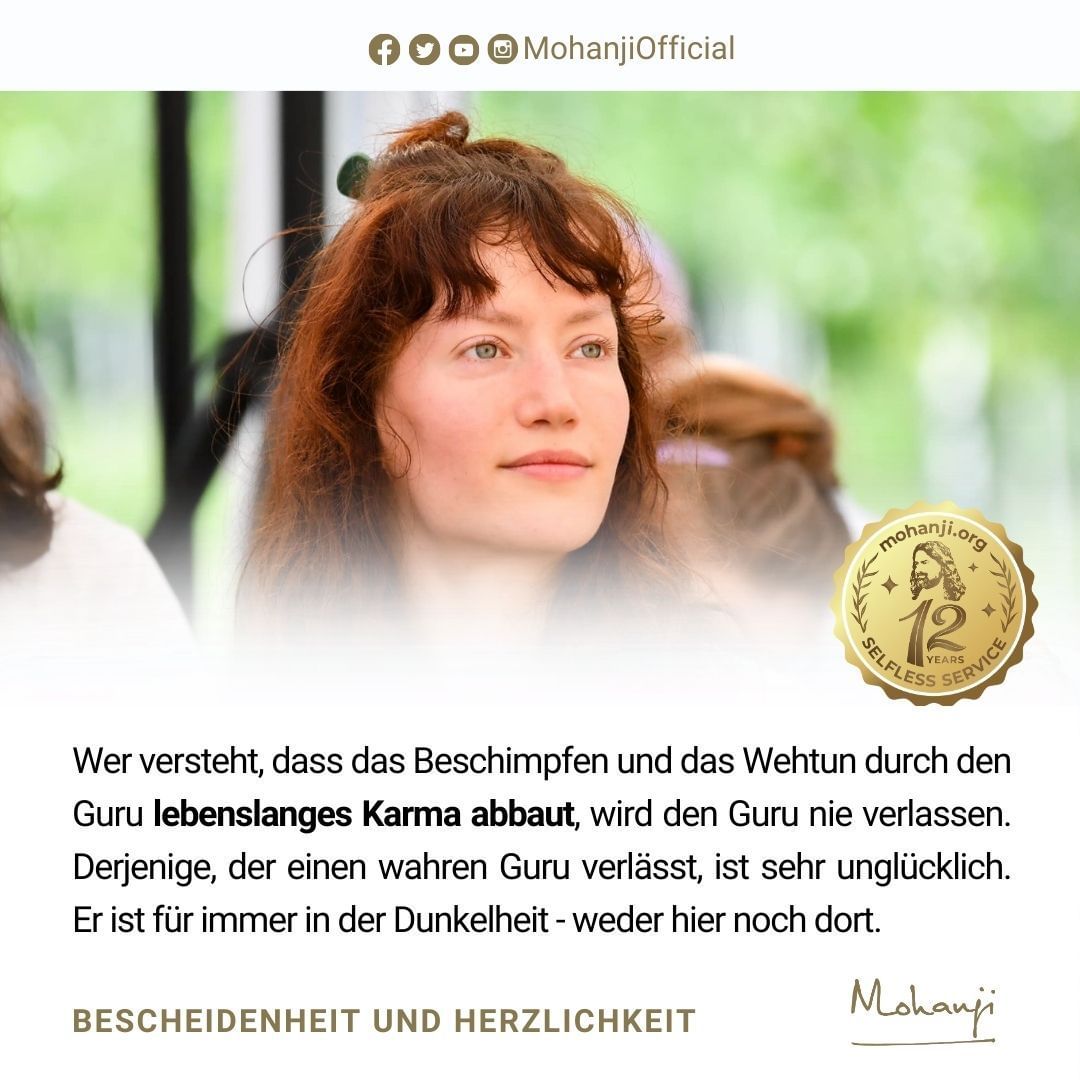 MohanjiOfficial
mohanji.org
12
YEARS
SELFLESS SERVICE
Wer versteht, dass das Beschimpfen und das Wehtun durch den
Guru lebenslanges Karma abbaut, wird den Guru nie verlassen.
Derjenige, der einen wahren Guru verlässt, ist sehr unglücklich.
Er ist für immer in der Dunkelheit - weder hier noch dort.
BESCHEIDENHEIT UND HERZLICHKEIT
Mohanji